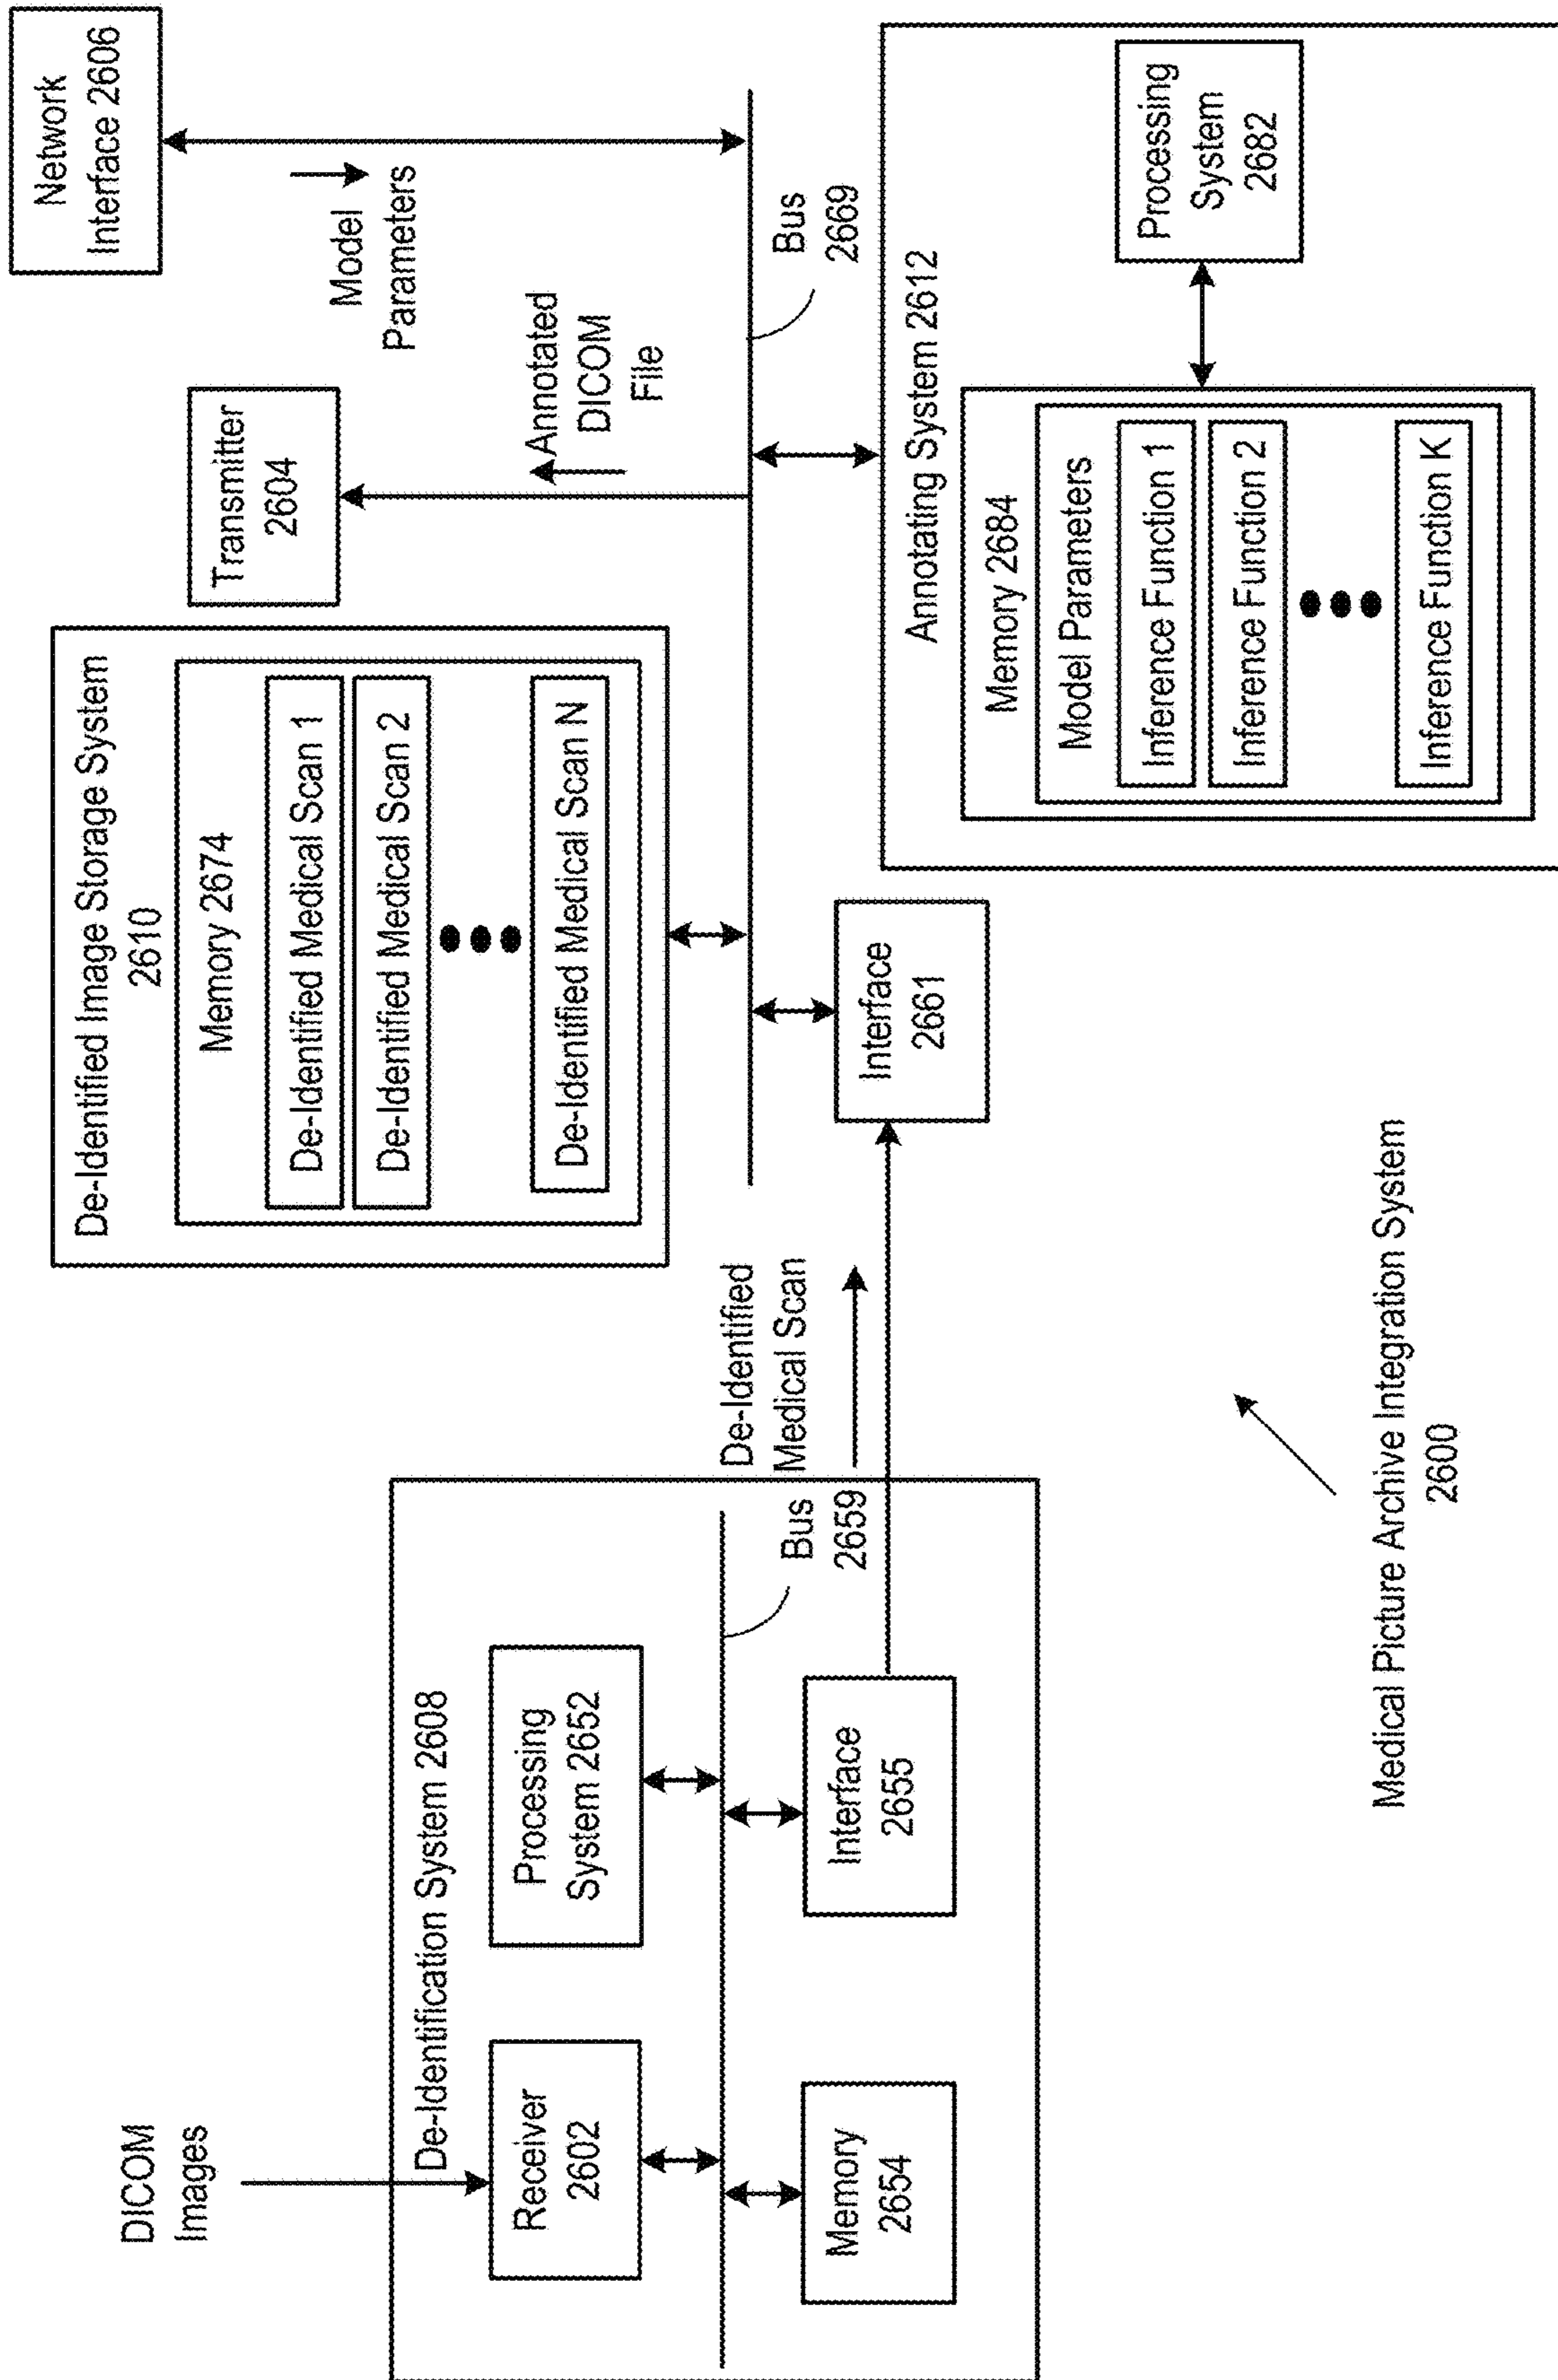 DICOM
Images
De-Identification System 2608
Receiver
2602
Processing
System 2652
Bus
2659
Memory
2654
Interface
2655
De-Identified
Medical Scan
De-Identified Image Storage System
2610
Memory 2674
De-Identified Medical Scan 1
De-Identified Medical Scan 2
De-Identified Medical Scan N
Transmitter
2604
Network
Interface 2606
Annotated
DICOM
File
Model
Parameters
Bus
2669
Interface
2661
Annotating System 2612
Memory 2684
Model Parameters
Inference Function 1
Inference Function 2
Inference Function K
Processing
System
2682
Medical Picture Archive Integration System
2600